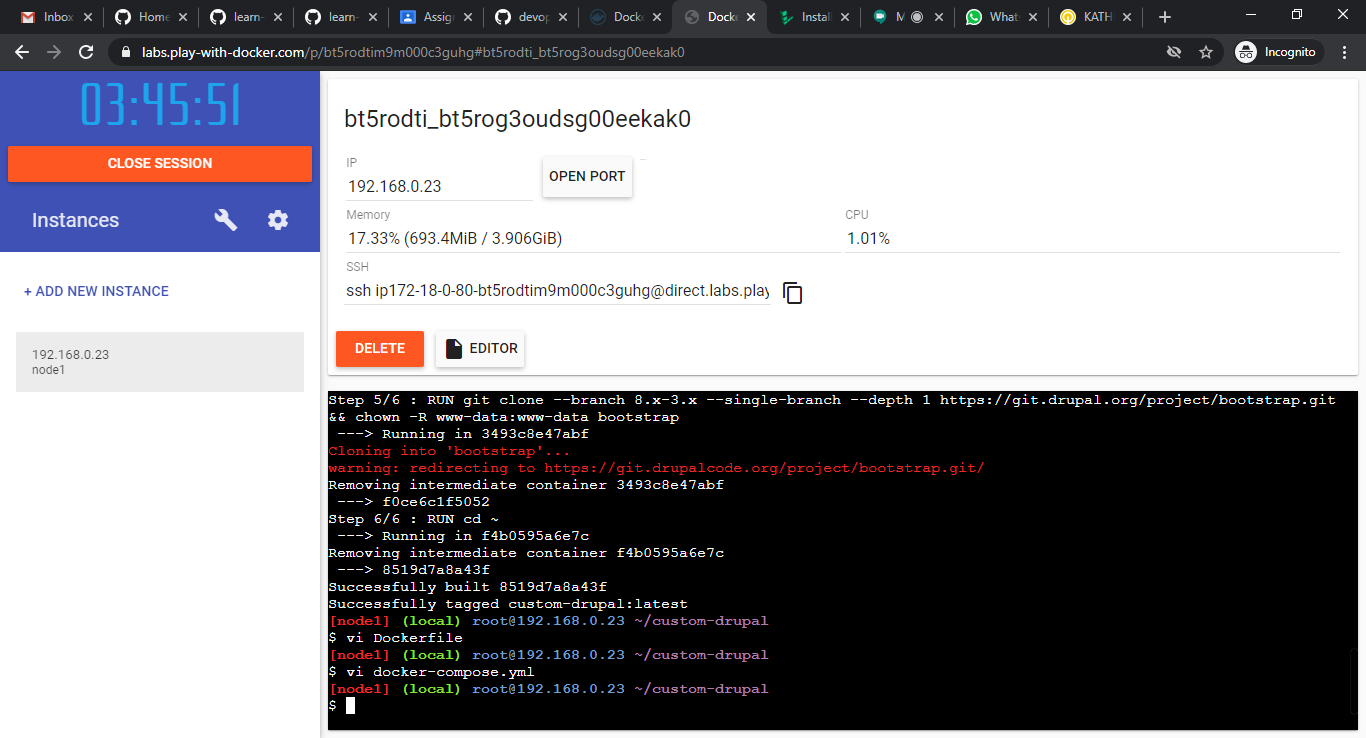 Inbox
Home
learn-
learn-
Assign
devop
Docke
Docke
Install
M
Whats
KATH
labs.play-with-docker.com/p/bt5rodtim9m000c3guhg#bt5rodti_bt5rog3oudsg00eekak0
Incognito
03:45:51
CLOSE SESSION
Instances
+ ADD NEW INSTANCE
192.168.0.23
node1
bt5rodti_bt5rog3oudsg00eekak0
IP
192.168.0.23
OPEN PORT
Memory
17.33% (693.4MiB / 3.906GiB)
CPU
1.01%
SSH
ssh ip172-18-0-80-bt5rodtim9m000c3guhg@direct.labs.play
DELETE
EDITOR
Step 5/6 : RUN git clone --branch 8.x-3.x --single-branch --depth 1 https://git.drupal.org/project/bootstrap.git
&& chown -R www-data:www-data bootstrap
---> Running in 3493c8e47abf
Cloning into 'bootstrap'...
warning: redirecting to https://git.drupalcode.org/project/bootstrap.git/
Removing intermediate container 3493c8e47abf
---> f0ce6c1f5052
Step 6/6 : RUN cd ~
---> Running in f4b0595a6e7c
Removing intermediate container f4b0595a6e7c
---> 8519d7a8a43f
Successfully built 8519d7a8a43f
Successfully tagged custom-drupal:latest
[node1] (local) root@192.168.0.23 ~/custom-drupal
$ vi Dockerfile
[node1] (local) root@192.168.0.23 ~/custom-drupal
$ vi docker-compose.yml
[node1] (local) root@192.168.0.23 ~/custom-drupal
$